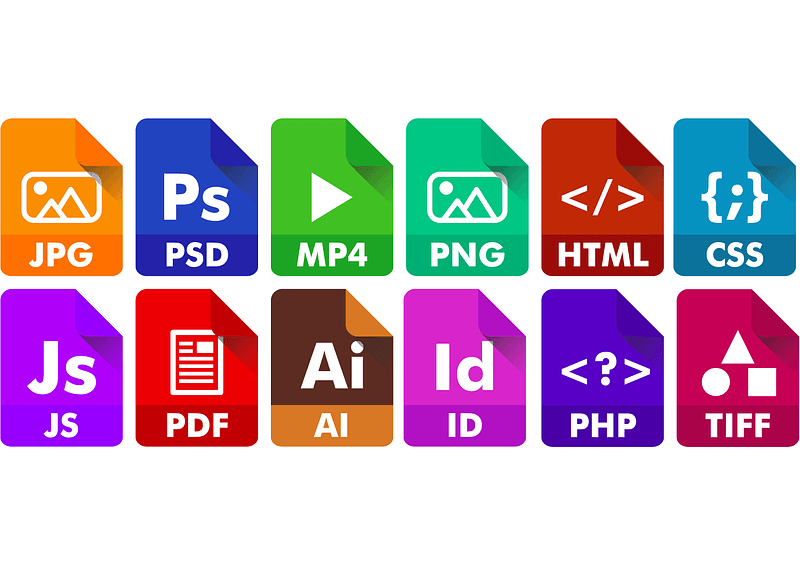 Ps
</>
{;}
JPG
PSD
MP4
PNG
HTML
CSS
Js
Ai
Id
<?>
JS
PDF
AI
ID
PHP
TIFF